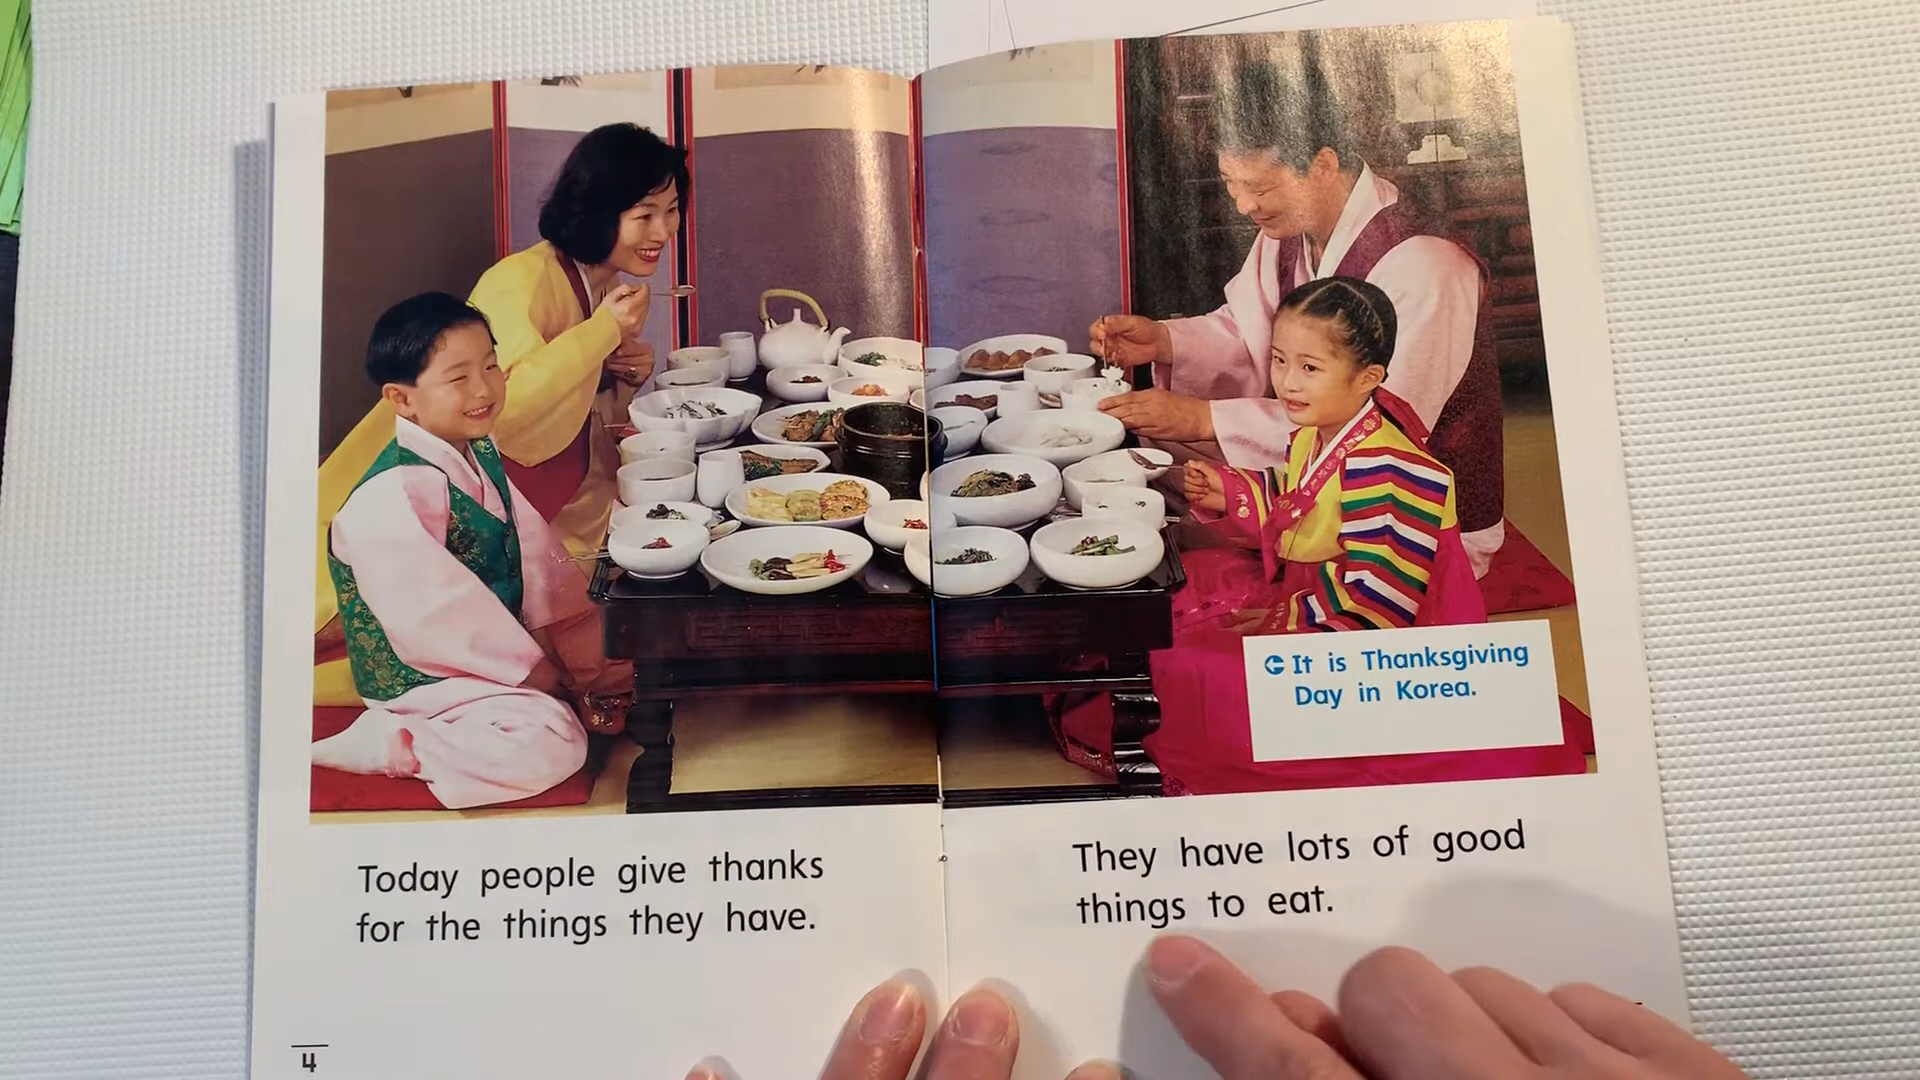 It is Thanksgiving
Day in Korea.
Today people give thanks
for the things they have.
They have lots of good
things to eat.
4